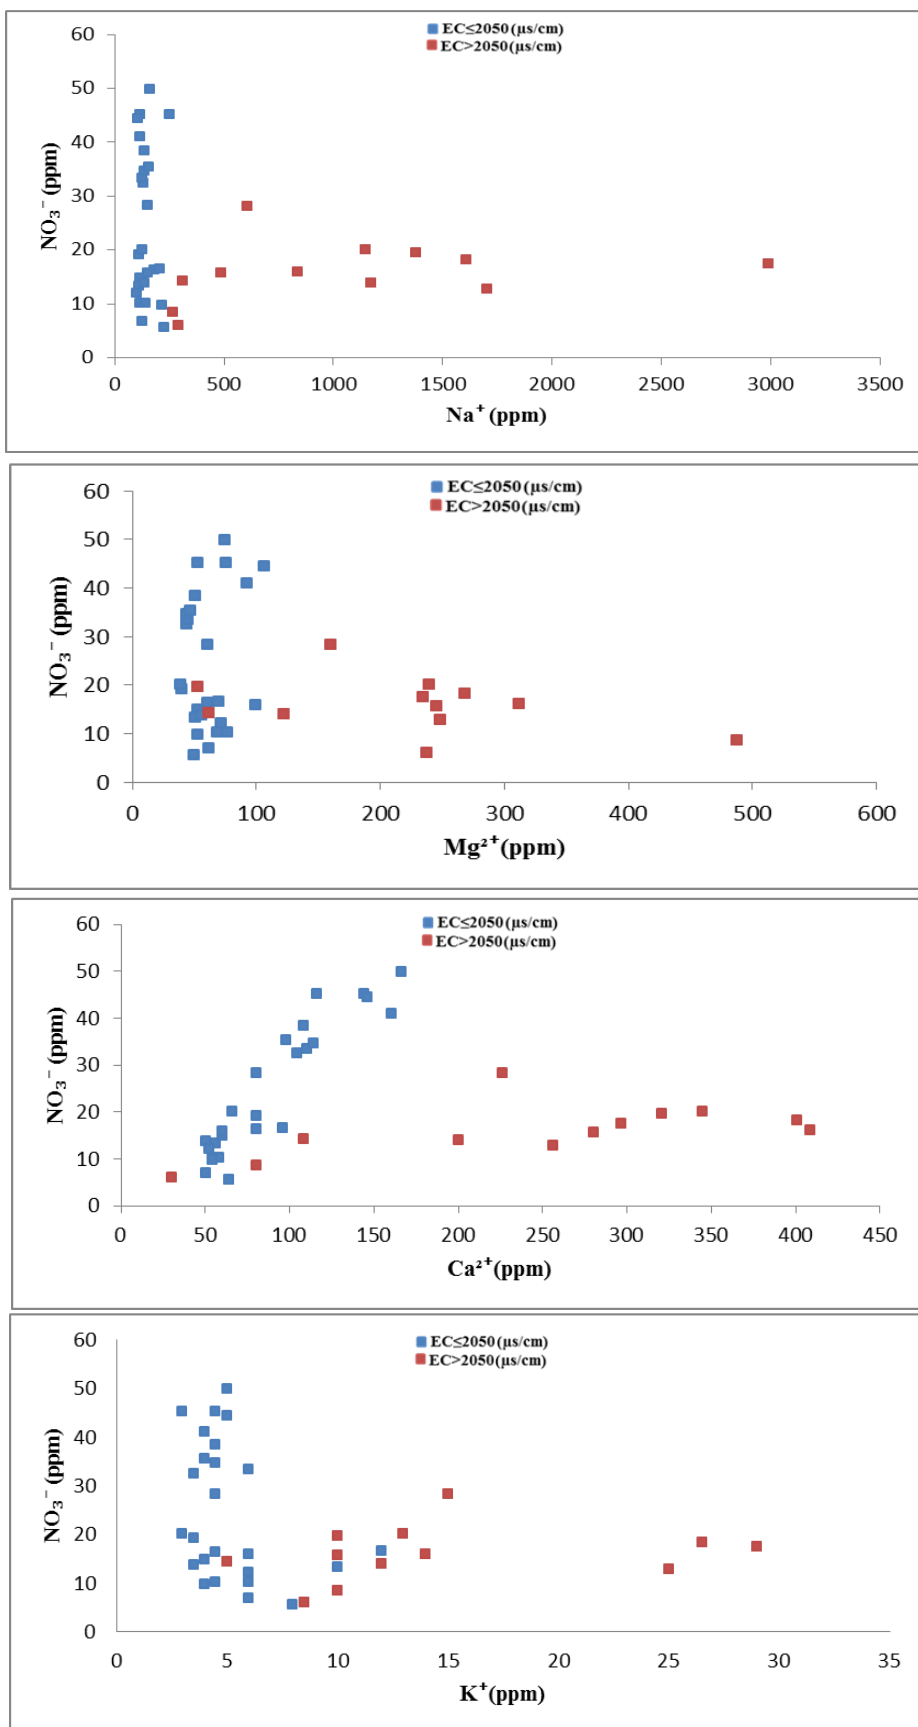 EC≤2050(µs/cm)
EC>2050(µs/cm)
60
50
40
30
20
10
0
NO₃⁻ (ppm)
0 500 1000 1500 2000 2500 3000 3500
Na⁺(ppm)
EC≤2050(µs/cm)
EC>2050(µs/cm)
60
50
40
30
20
10
0
NO₃⁻ (ppm)
0 100 200 300 400 500 600
Mg²⁺(ppm)
EC≤2050(µs/cm)
EC>2050(µs/cm)
60
50
40
30
20
10
0
NO₃⁻ (ppm)
0 50 100 150 200 250 300 350 400 450
Ca²⁺(ppm)
EC≤2050(µs/cm)
EC>2050(µs/cm)
60
50
40
30
20
10
0
NO₃⁻ (ppm)
0 5 10 15 20 25 30 35
K⁺(ppm)